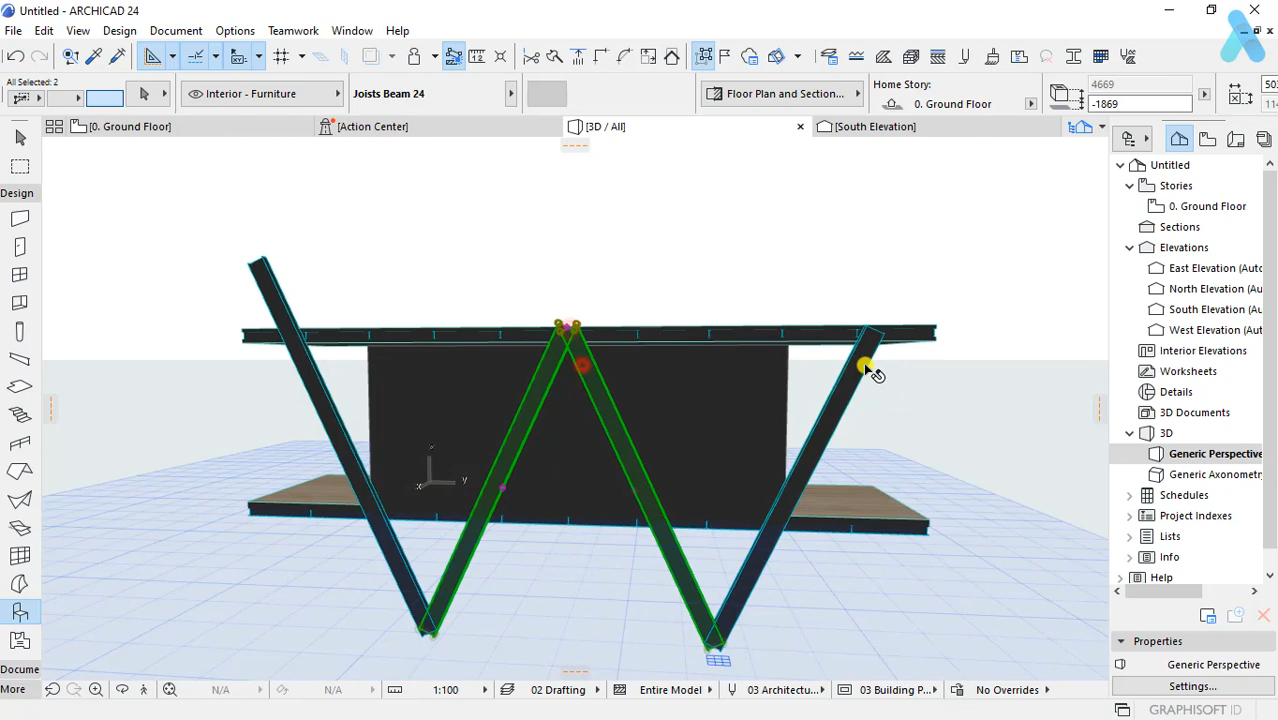 Untitled - ARCHICAD 24
File Edit View Design Document Options Teamwork Window Help
All Selected: 2
Interior - Furniture
Joists Beam 24
Floor Plan and Section...
Home Story:
0. Ground Floor
4669
-1869
[0. Ground Floor]
[Action Center]
[3D / All]
[South Elevation]
Design
Untitled
Stories
0. Ground Floor
Sections
Elevations
East Elevation (Auto
North Elevation (Aut
South Elevation (Aut
West Elevation (Auto
Interior Elevations
Worksheets
Details
3D Documents
3D
Generic Perspective
Generic Axonometr
Schedules
Project Indexes
Lists
Info
Help
Properties
Generic Perspective
Settings...
x
y
Docume
More
N/A
N/A
1:100
02 Drafting
Entire Model
03 Architectu...
03 Building P...
No Overrides
GRAPHISOFT ID